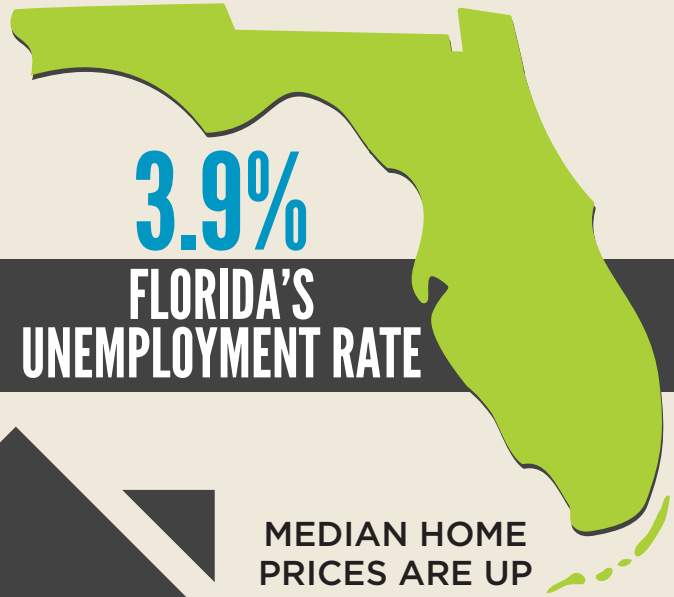 3.9%
FLORIDA'S
UNEMPLOYMENT RATE
MEDIAN HOME
PRICES ARE UP